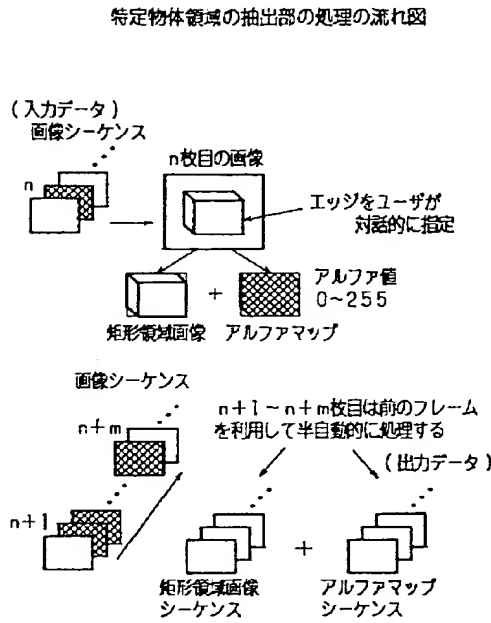 特定物体領域の抽出部の処理の流れ図
(入力データ)
画像シーケンス
n
n枚目の画像
エッジをユーザが
対話的に指定
+
アルファ値
0~255
矩形領域画像
アルファマップ
画像シーケンス
n+m
n+1~n+m枚目は前のフレーム
を利用して半自動的に処理する
(出力データ)
n+1
+
矩形領域画像
シーケンス
アルファマップ
シーケンス